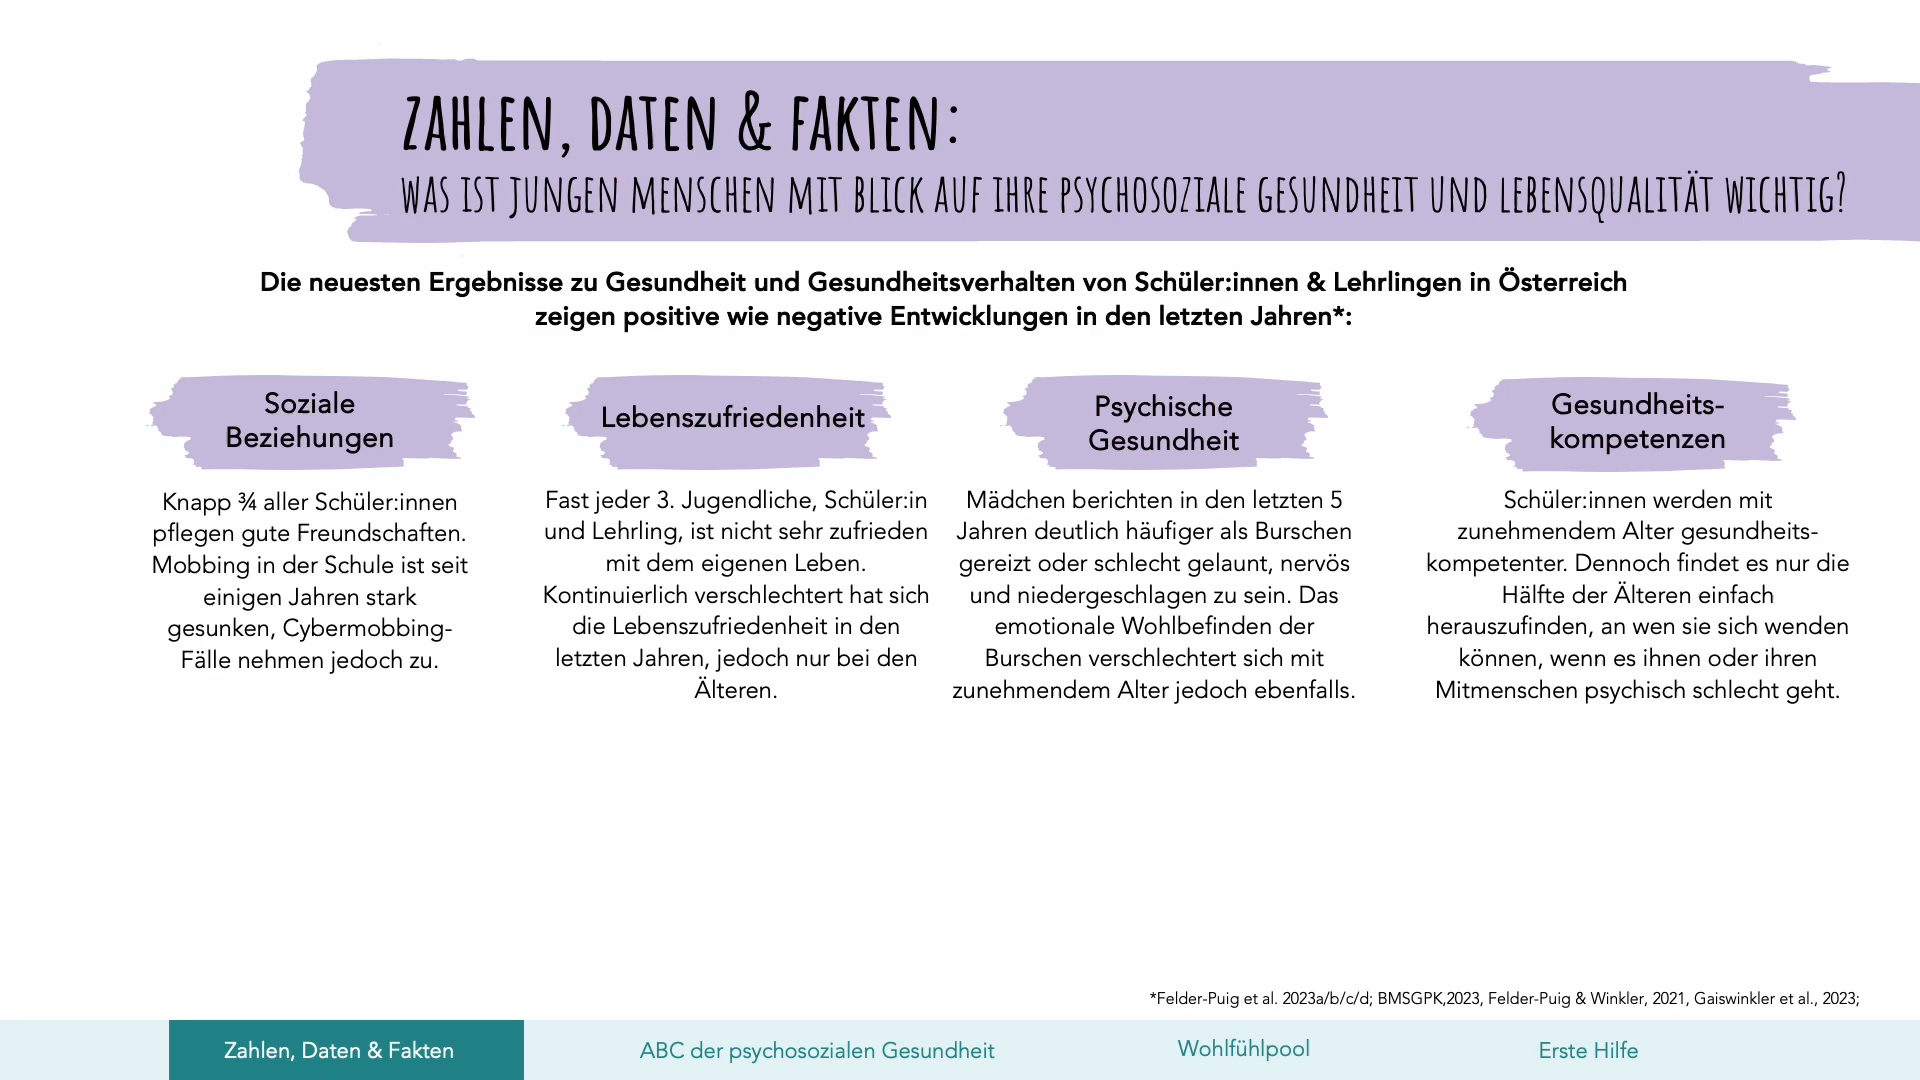 ZAHLEN, DATEN & FAKTEN:
WAS IST JUNGEN MENSCHEN MIT BLICK AUF IHRE PSYCHOSOZIALE GESUNDHEIT UND LEBENSQUALITÄT WICHTIG?
Die neuesten Ergebnisse zu Gesundheit und Gesundheitsverhalten von Schüler:innen & Lehrlingen in Österreich
zeigen positive wie negative Entwicklungen in den letzten Jahren*:
Soziale
Beziehungen
Knapp ¾ aller Schüler:innen
pflegen gute Freundschaften.
Mobbing in der Schule ist seit
einigen Jahren stark
gesunken, Cybermobbing-
Fälle nehmen jedoch zu.
Lebenszufriedenheit
Fast jeder 3. Jugendliche, Schüler:in
und Lehrling, ist nicht sehr zufrieden
mit dem eigenen Leben.
Kontinuierlich verschlechtert hat sich
die Lebenszufriedenheit in den
letzten Jahren, jedoch nur bei den
Älteren.
Psychische
Gesundheit
Mädchen berichten in den letzten 5
Jahren deutlich häufiger als Burschen
gereizt oder schlecht gelaunt, nervös
und niedergeschlagen zu sein. Das
emotionale Wohlbefinden der
Burschen verschlechtert sich mit
zunehmendem Alter jedoch ebenfalls.
Gesundheits-
kompetenzen
Schüler:innen werden mit
zunehmendem Alter gesundheits-
kompetenter. Dennoch findet es nur die
Hälfte der Älteren einfach
herauszufinden, an wen sie sich wenden
können, wenn es ihnen oder ihren
Mitmenschen psychisch schlecht geht.
*Felder-Puig et al. 2023a/b/c/d; BMSGPK,2023, Felder-Puig & Winkler, 2021, Gaiswinkler et al., 2023;
Zahlen, Daten & Fakten
ABC der psychosozialen Gesundheit
Wohlfühlpool
Erste Hilfe